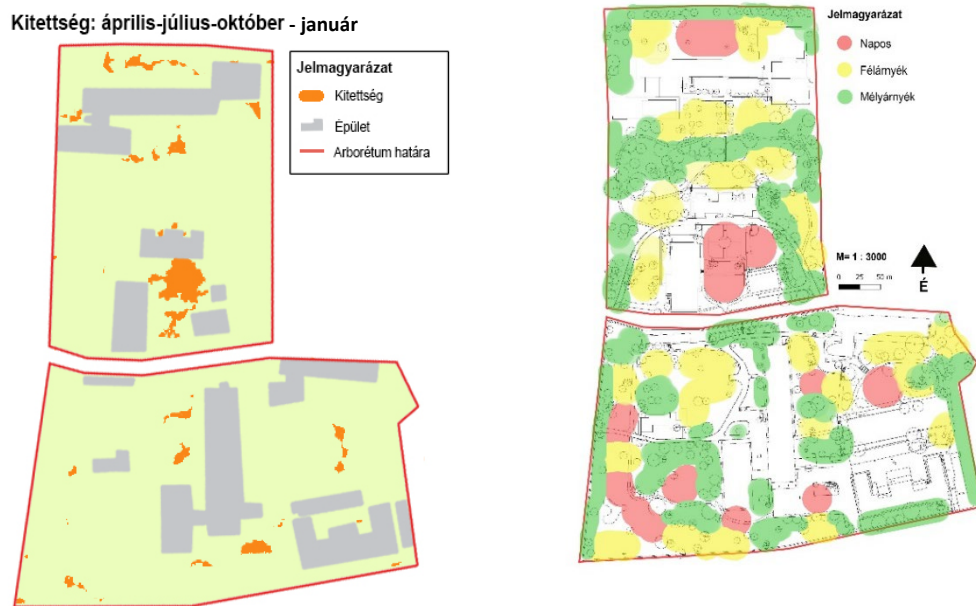 Kitettség: április-július-október - január
Jelmagyarázat
Kitettség
Épület
Arborétum határa
Jelmagyarázat
Napos
Félárnyék
Mélyárnyék
M= 1 : 3000
0 25 50 m
É